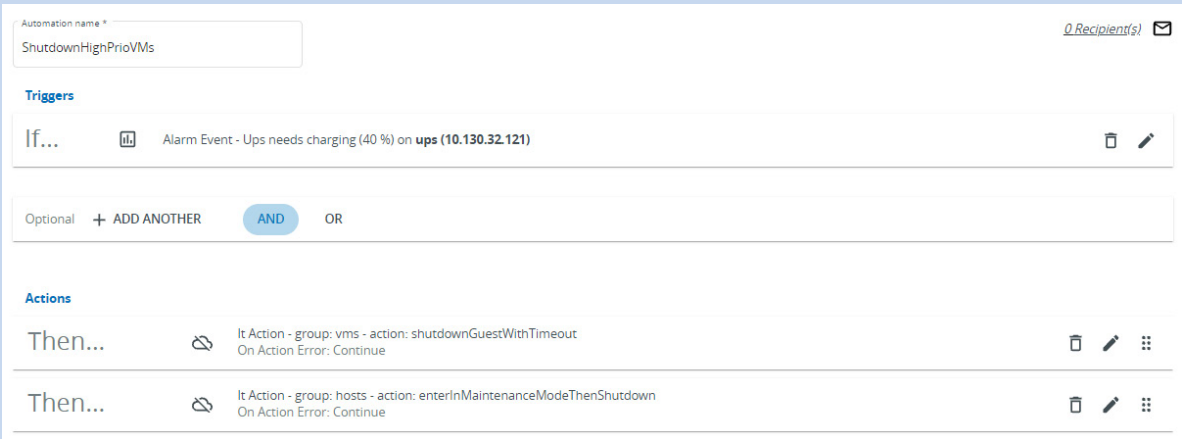 Automation name *
ShutdownHighPrioVMs
0 Recipient(s)
Triggers
If...
Alarm Event - Ups needs charging (40 %) on ups (10.130.32.121)
Optional + ADD ANOTHER AND OR
Actions
Then...
It Action - group: vms - action: shutdownGuestWithTimeout
On Action Error: Continue
Then...
It Action - group: hosts - action: enterInMaintenanceModeThenShutdown
On Action Error: Continue